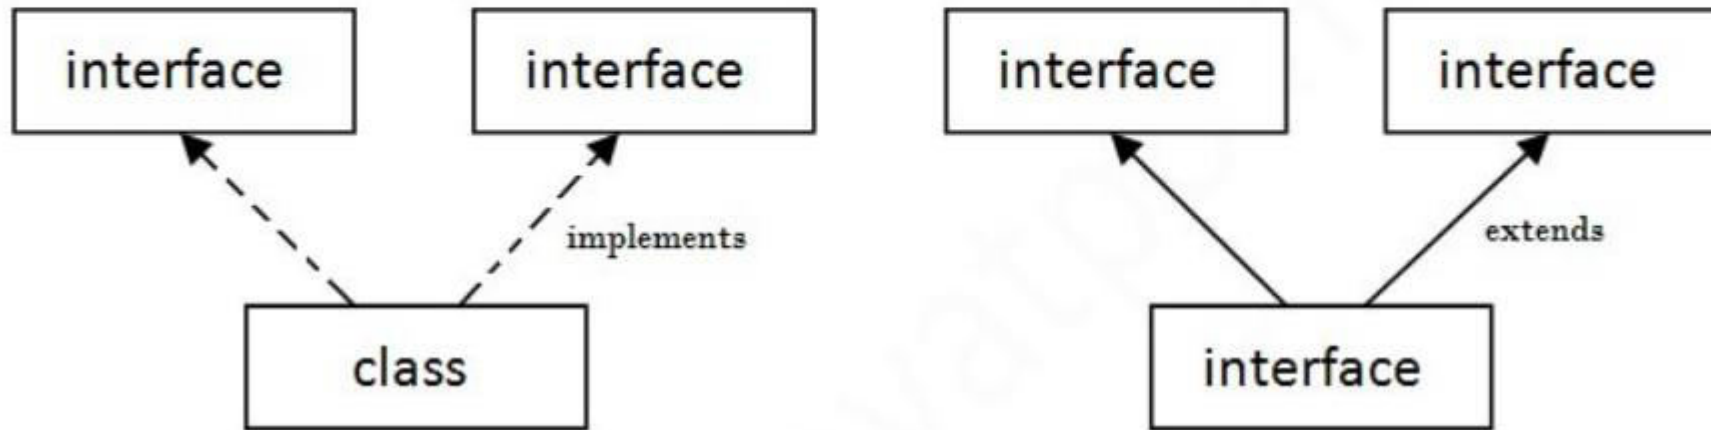 interface interface interface interface
implements extends
class interface